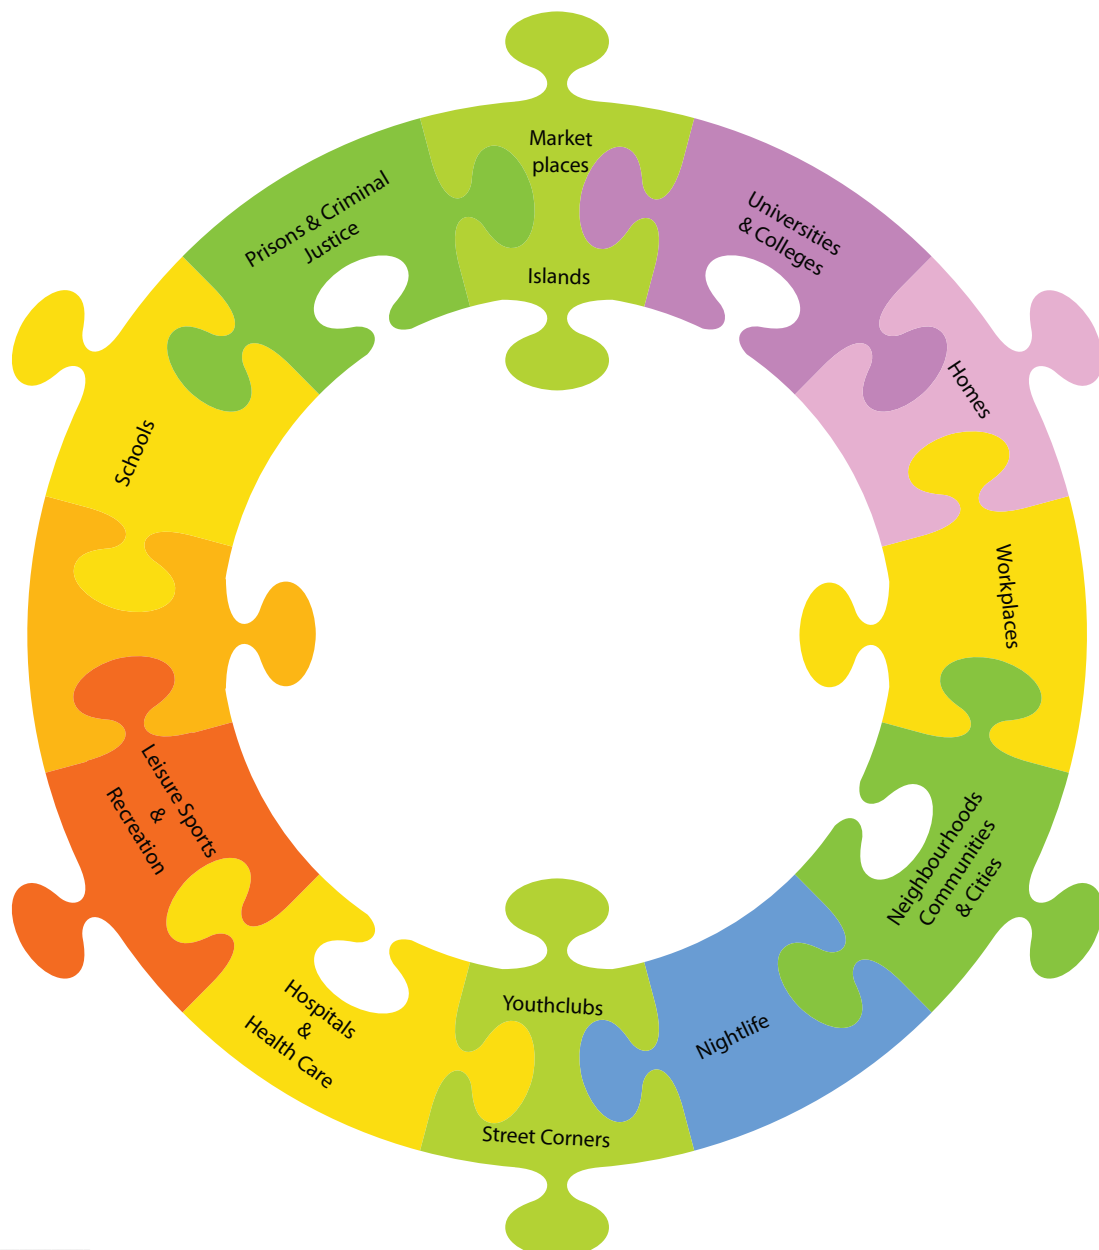 Market
places
Islands
Universities
& Colleges
Homes
Workplaces
Neighbourhoods
Communities
& Cities
Nightlife
Youthclubs
Street Corners
Hospitals
&
Health Care
Leisure Sports
&
Recreation
Schools
Prisons & Criminal
Justice